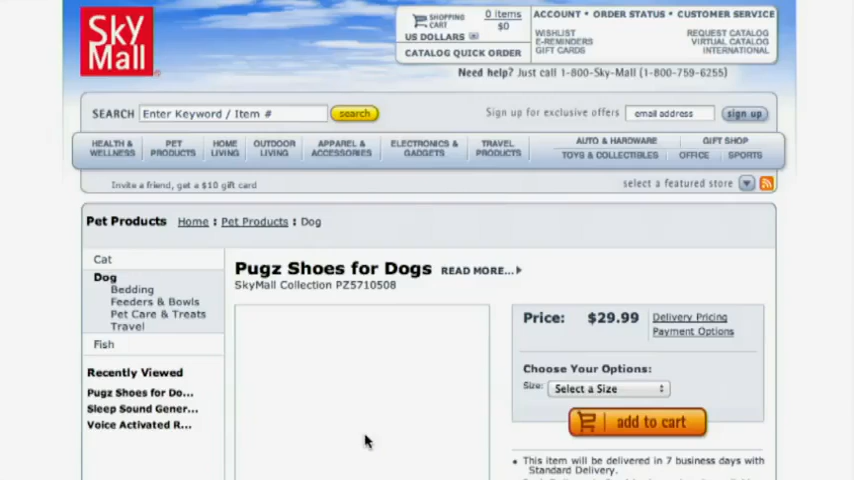 Sky
Mall
SHOPPING
CART
0 items
$0
US DOLLARS
CATALOG QUICK ORDER
ACCOUNT • ORDER STATUS • CUSTOMER SERVICE
WISHLIST
E-REMINDERS
GIFT CARDS
REQUEST CATALOG
VIRTUAL CATALOG
INTERNATIONAL
Need help? Just call 1-800-Sky-Mall (1-800-759-6255)
SEARCH Enter Keyword / Item # search
Sign up for exclusive offers email address sign up
HEALTH &
WELLNESS
PET
PRODUCTS
HOME
LIVING
OUTDOOR
LIVING
APPAREL &
ACCESSORIES
ELECTRONICS &
GADGETS
TRAVEL
PRODUCTS
AUTO & HARDWARE GIFT SHOP
TOYS & COLLECTIBLES OFFICE SPORTS
Invite a friend, get a $10 gift card
select a featured store
Pet Products Home : Pet Products : Dog
Cat
Dog
Bedding
Feeders & Bowls
Pet Care & Treats
Travel
Fish
Recently Viewed
Pugz Shoes for Do...
Sleep Sound Gener...
Voice Activated R...
Pugz Shoes for Dogs READ MORE...
SkyMall Collection PZ5710508
Price: $29.99
Delivery Pricing
Payment Options
Choose Your Options:
Size: Select a Size
add to cart
• This item will be delivered in 7 business days with
Standard Delivery.